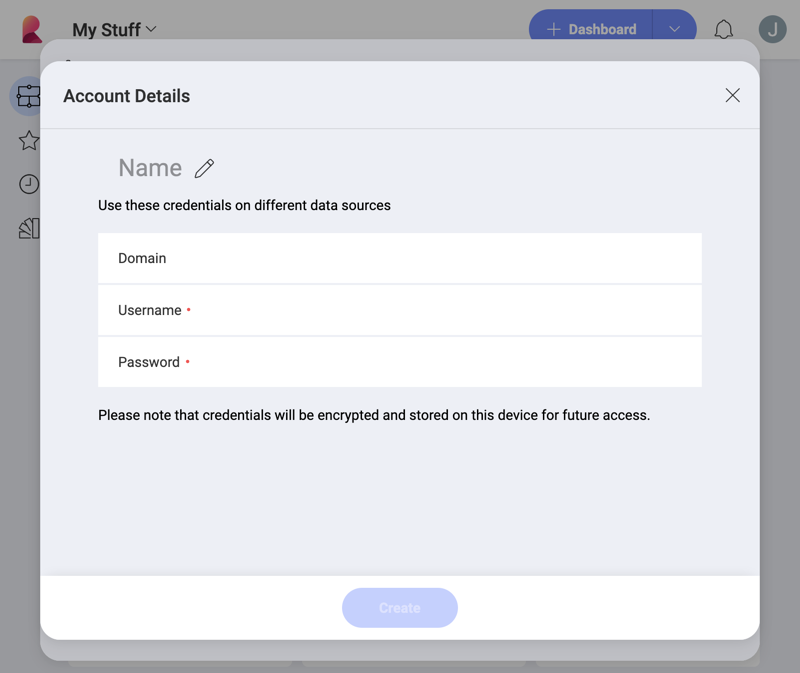 My Stuff
Dashboard
J
Account Details
Name
Use these credentials on different data sources
Domain
Username •
Password •
Please note that credentials will be encrypted and stored on this device for future access.
Create